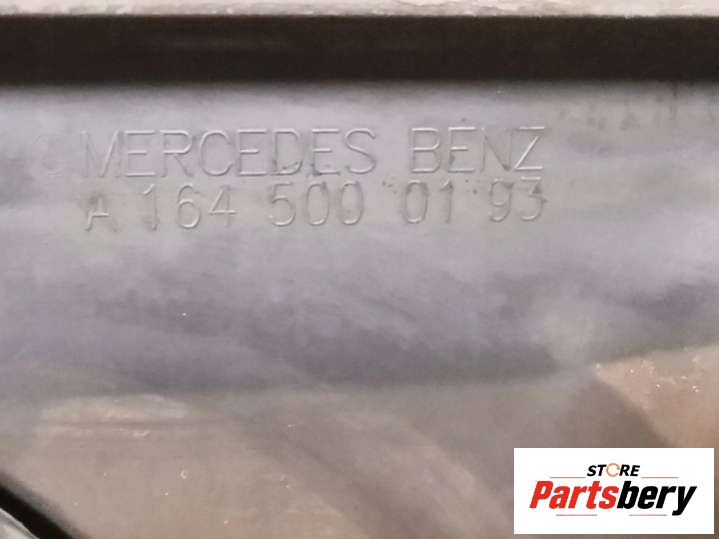 MERCEDES BENZ
A 164 500 01 93
STORE
Partsbery